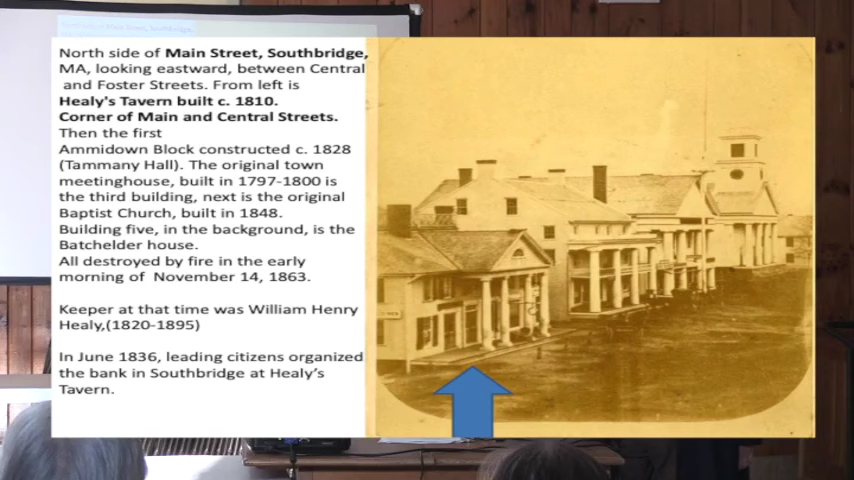 North side of Main Street, Southbridge,
MA, looking eastward, between Central
and Foster Streets. From left is
Healy's Tavern built c. 1810.
Corner of Main and Central Streets.
Then the first
Ammidown Block constructed c. 1828
(Tammany Hall). The original town
meetinghouse, built in 1797-1800 is
the third building, next is the original
Baptist Church, built in 1848.
Building five, in the background, is the
Batchelder house.
All destroyed by fire in the early
morning of November 14, 1863.
Keeper at that time was William Henry
Healy,(1820-1895)
In June 1836, leading citizens organized
the bank in Southbridge at Healy's
Tavern.